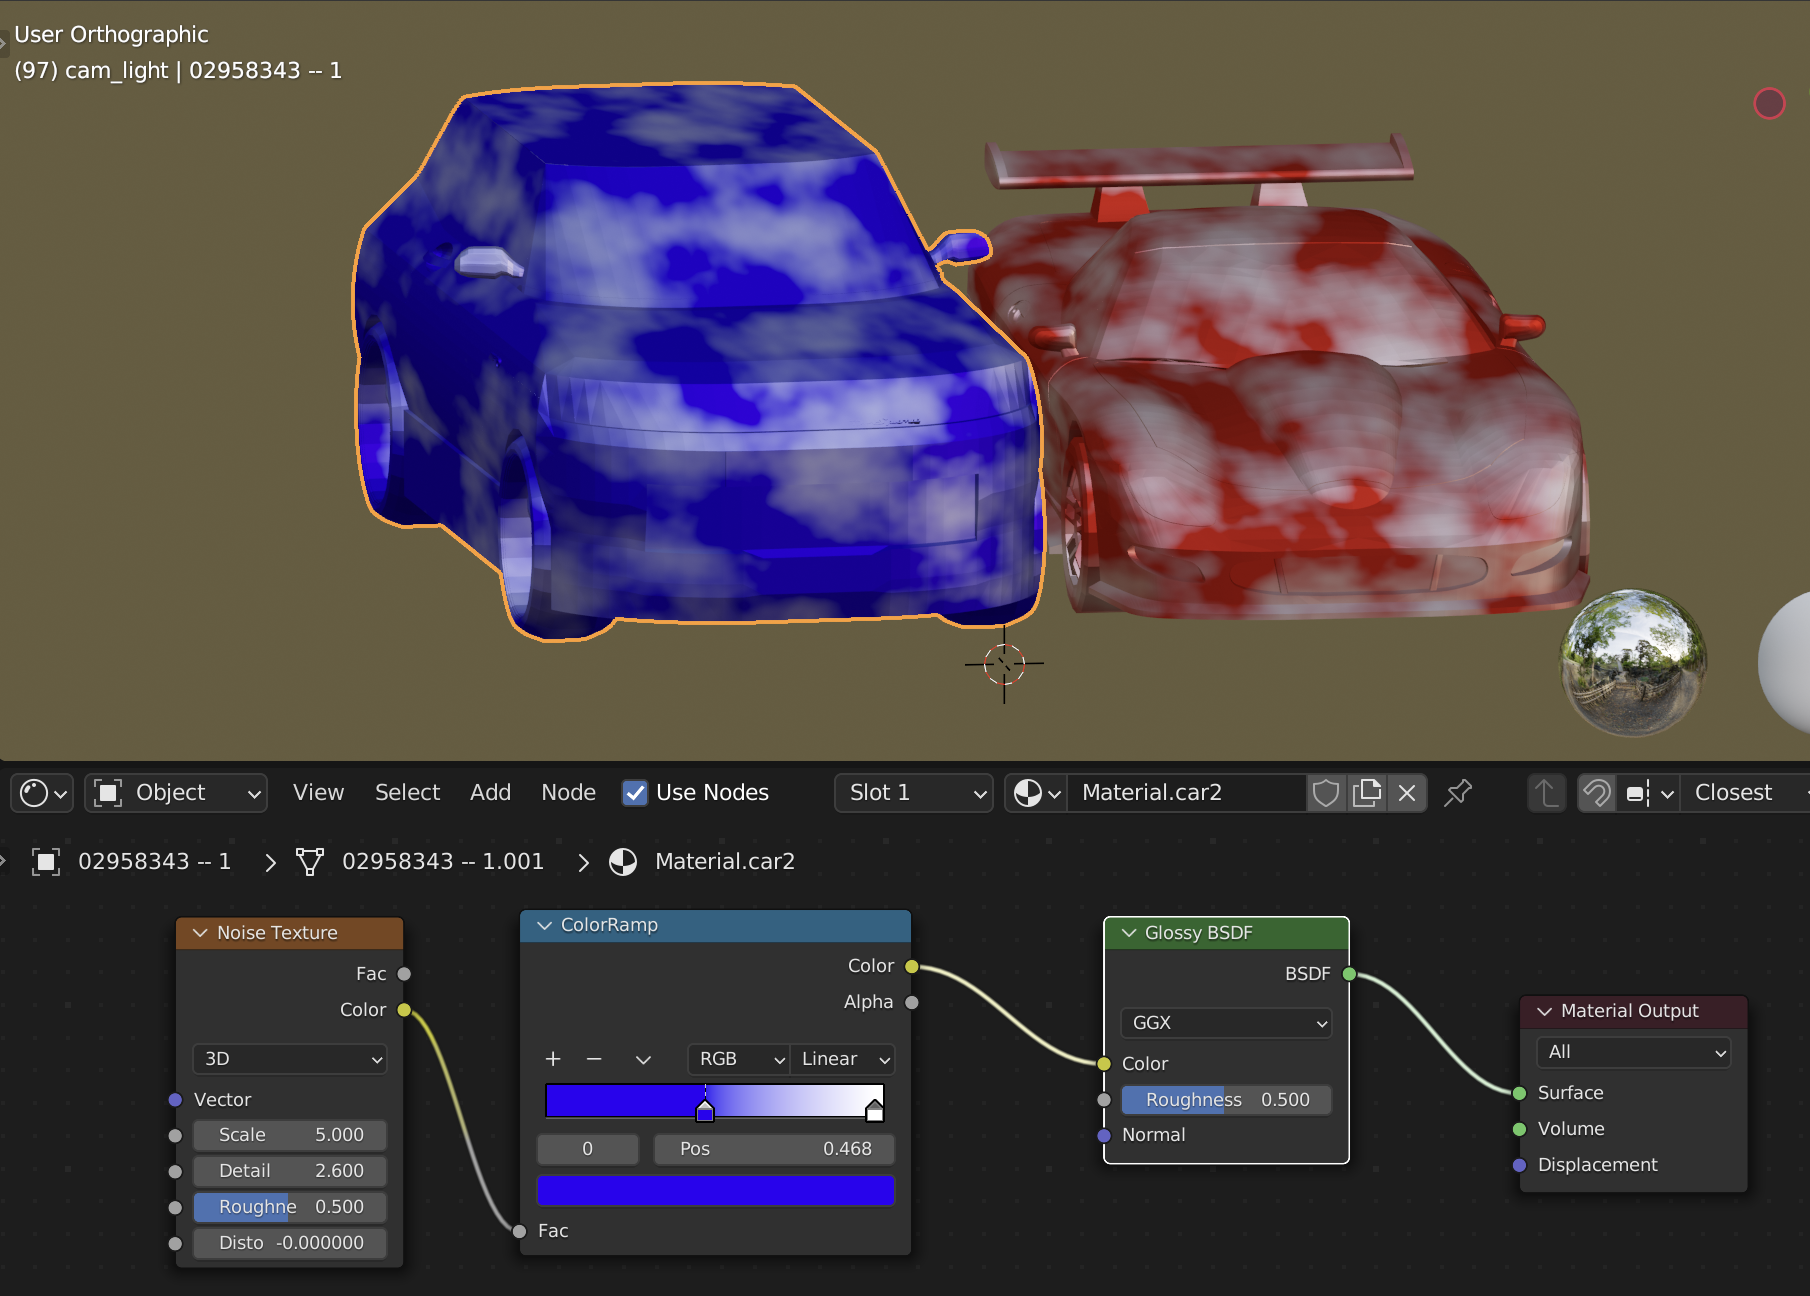 User Orthographic
(97) cam_light | 02958343 -- 1
Object View Select Add Node Use Nodes Slot 1 Material.car2 Closest
02958343 -- 1 02958343 -- 1.001 Material.car2
Noise Texture
Fac
Color
3D
Vector
Scale 5.000
Detail 2.600
Roughne 0.500
Disto -0.000000
ColorRamp
Color
Alpha
RGB Linear
0 Pos 0.468
Fac
Glossy BSDF
BSDF
GGX
Color
Roughness 0.500
Normal
Material Output
All
Surface
Volume
Displacement